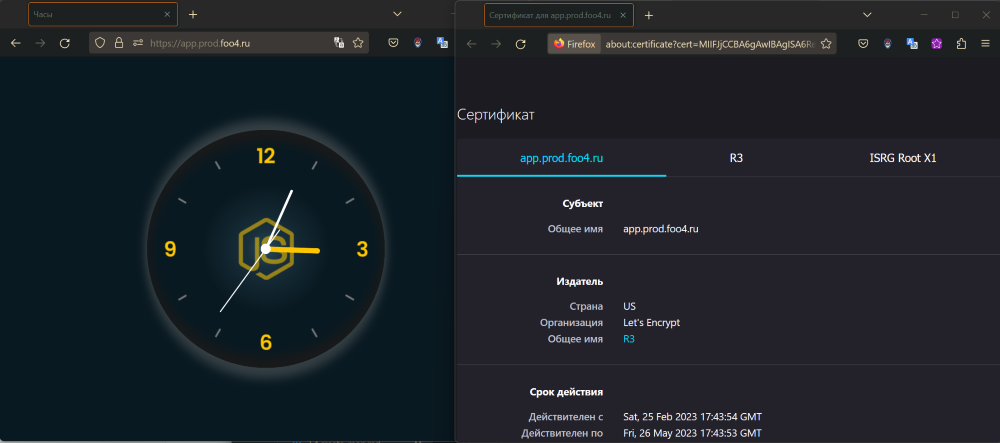 Часы
https://app.prod.foo4.ru
12
9
3
6
JS
Сертификат для app.prod.foo4.ru
Firefox about:certificate?cert=MIIFJjCCBA6gAwIBAgISA6R
Сертификат
app.prod.foo4.ru R3 ISRG Root X1
Субъект
Общее имя app.prod.foo4.ru
Издатель
Страна US
Организация Let's Encrypt
Общее имя R3
Срок действия
Действителен с Sat, 25 Feb 2023 17:43:54 GMT
Действителен по Fri, 26 May 2023 17:43:53 GMT